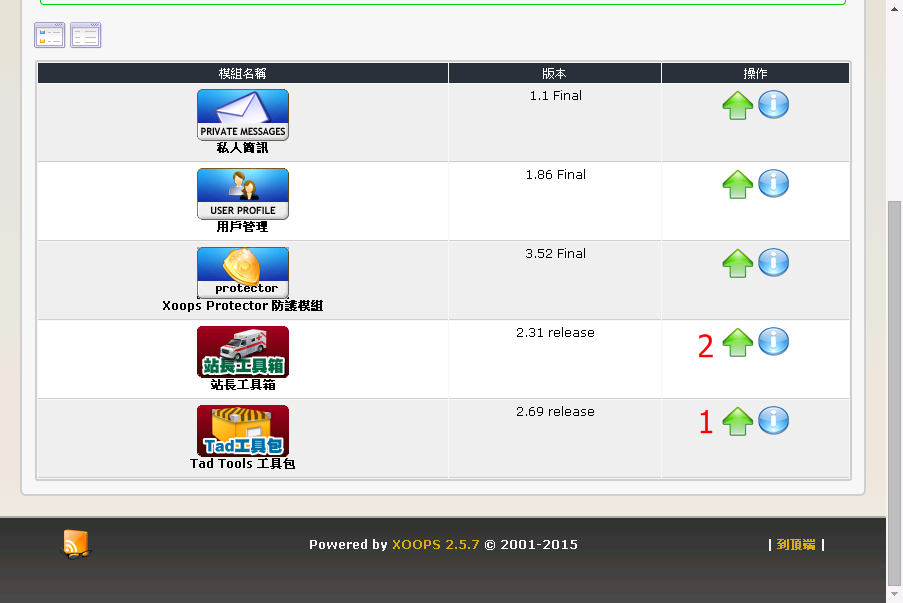 模組名稱 版本 操作
PRIVATE MESSAGES 1.1 Final
私人簡訊
USER PROFILE 1.86 Final
用戶管理
protector 3.52 Final
Xoops Protector 防護模組
站長工具箱 2.31 release 2
站長工具箱
Tad工具包 2.69 release 1
Tad Tools 工具包
Powered by XOOPS 2.5.7 © 2001-2015 | 到頂端 |